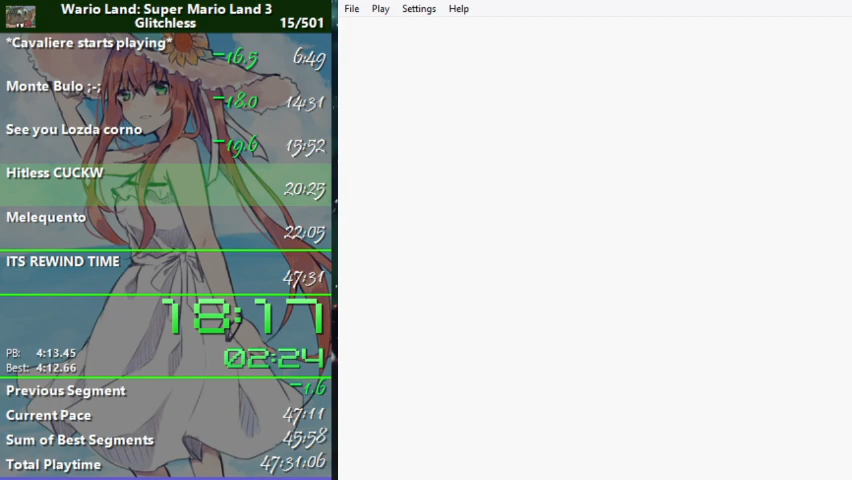 Wario Land: Super Mario Land 3
Glitchless 15/501
*Cavaliere starts playing*
-16.5 6:49
Monte Bulo ;-;
-18.0 14:31
See you Lozda corno
-19.6 15:52
Hitless CUCKW
20:25
Melequento
22:05
ITS REWIND TIME
47:31
18:17
PB: 4:13.45
02:24
Best: 4:12.66
Previous Segment -1.6
Current Pace 47:11
Sum of Best Segments 45:58
Total Playtime 47:31:06
File Play Settings Help